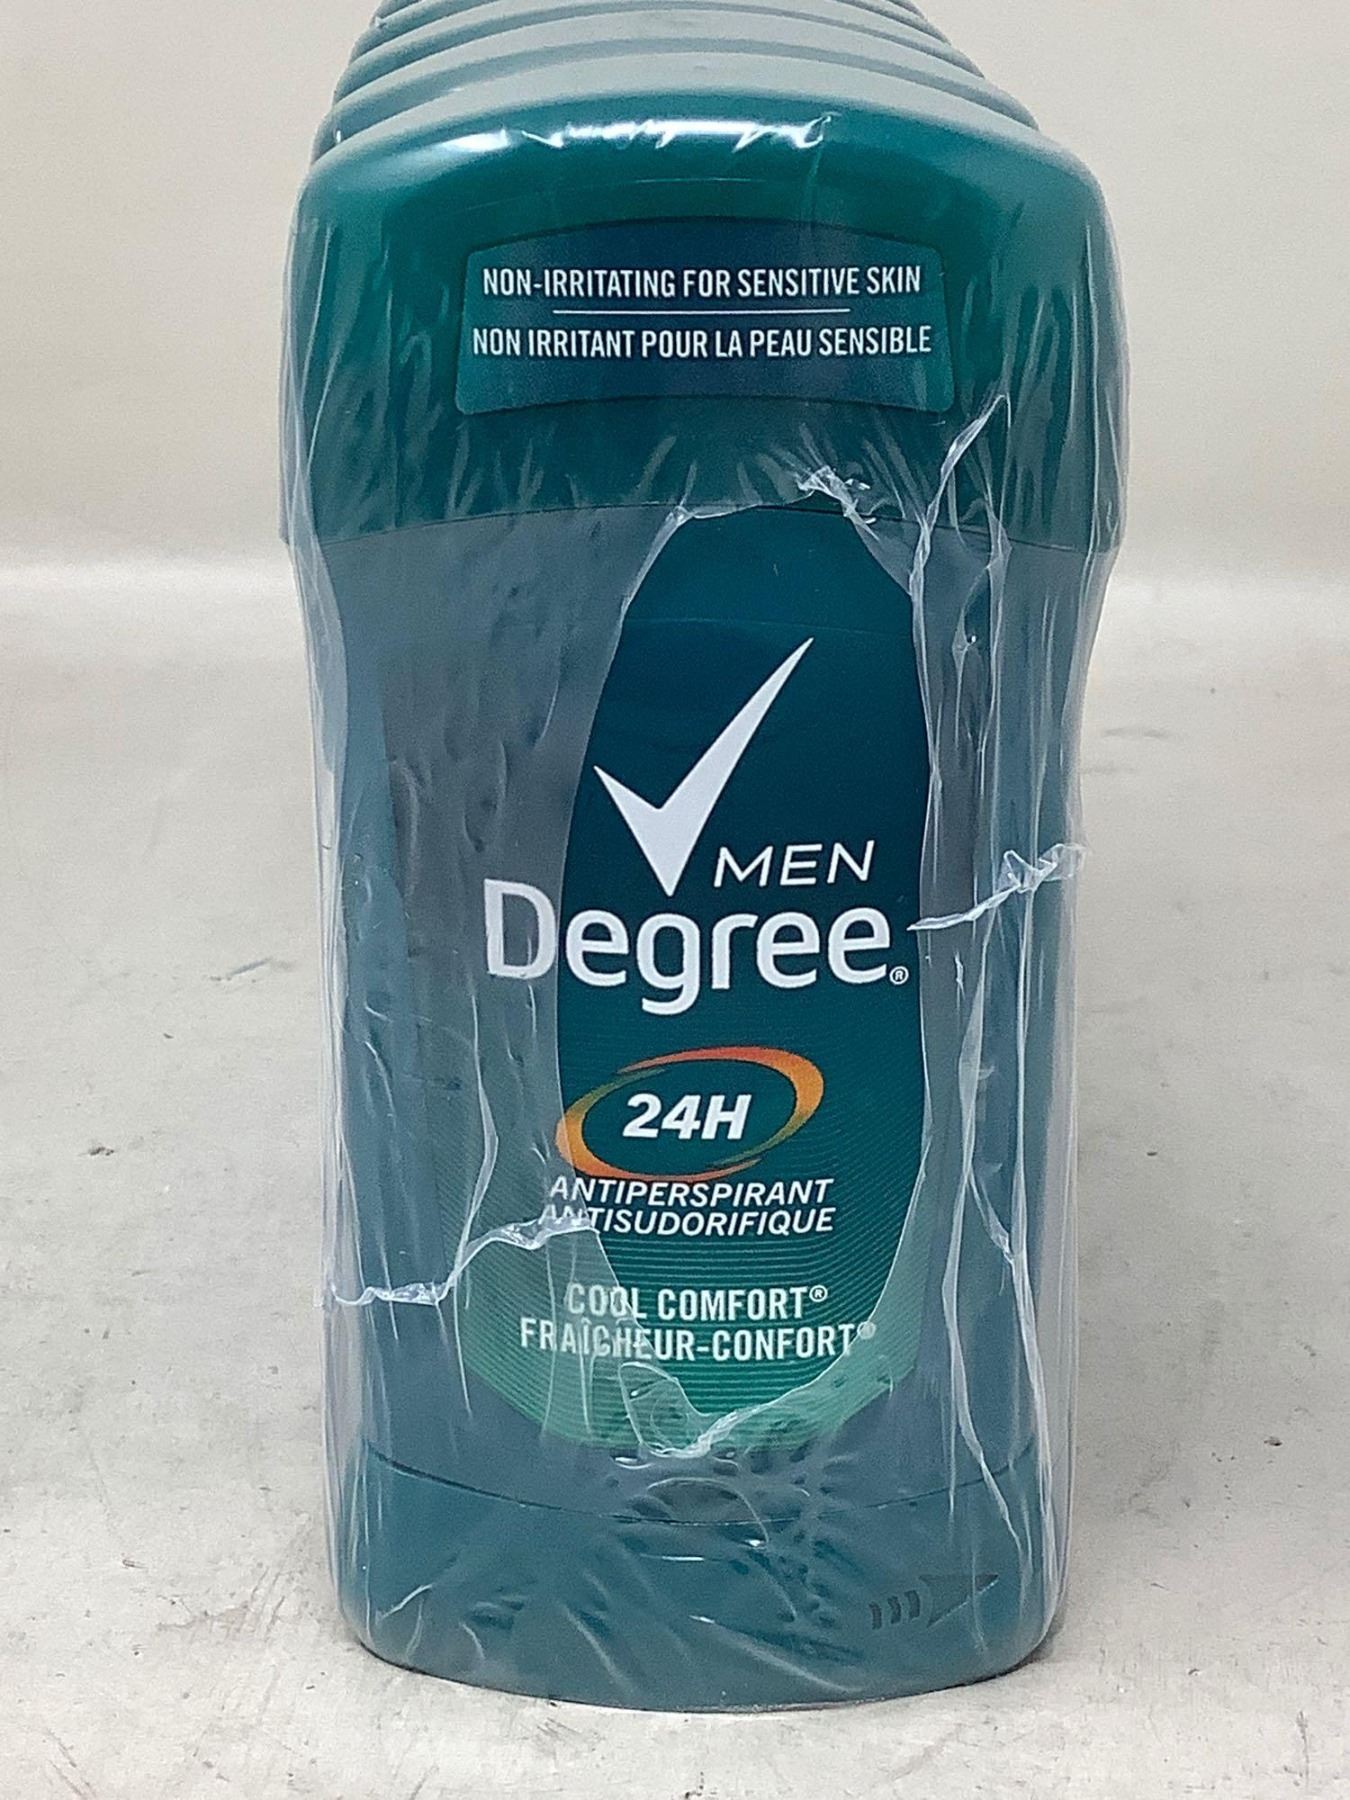 NON-IRRITATING FOR SENSITIVE SKIN
NON IRRITANT POUR LA PEAU SENSIBLE
MEN
Degree®
24H
ANTIPERSPIRANT
ANTISUDORIFIQUE
COOL COMFORT®
FRAÎCHEUR-CONFORT®